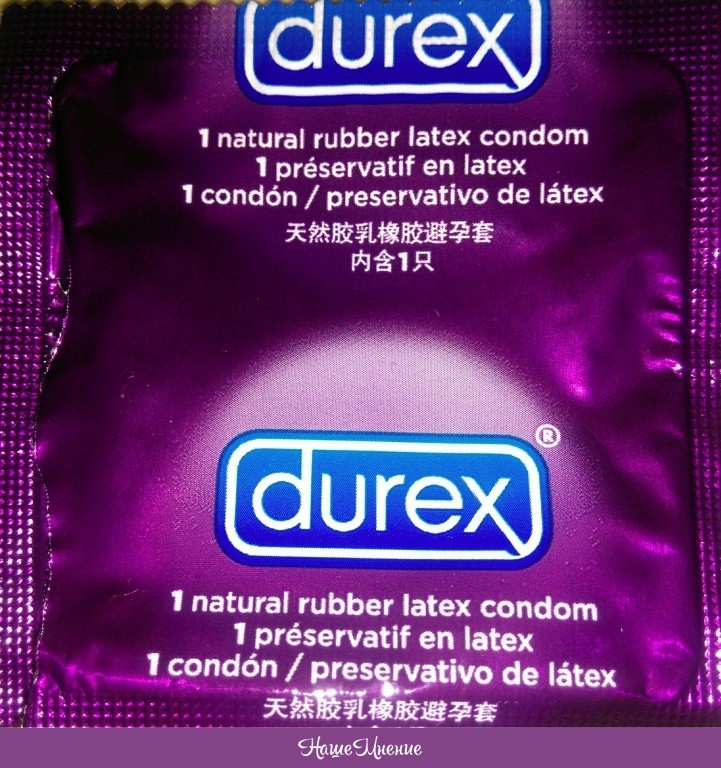 durex
1 natural rubber latex condom
1 préservatif en latex
1 condón / preservativo de látex
天然胶乳橡胶避孕套
内含1只
durex®
1 natural rubber latex condom
1 préservatif en latex
1 condón / preservativo de látex
天然胶乳橡胶避孕套
НашеМнение